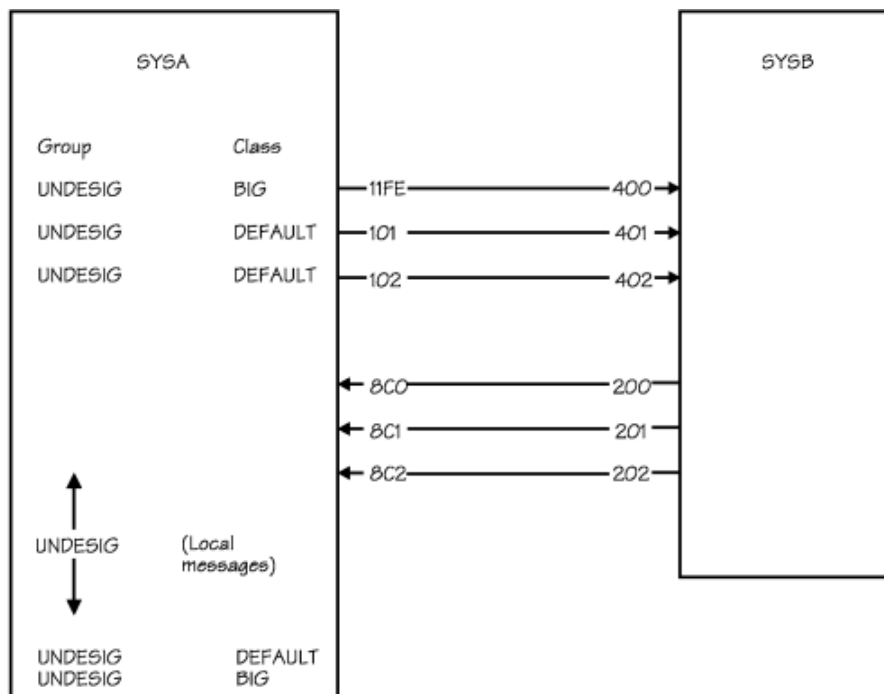 SYSA SYSB
Group Class
UNDESIG BIG 11FE 400
UNDESIG DEFAULT 101 401
UNDESIG DEFAULT 102 402
8C0 200
8C1 201
8C2 202
UNDESIG (Local
messages)
UNDESIG DEFAULT
UNDESIG BIG